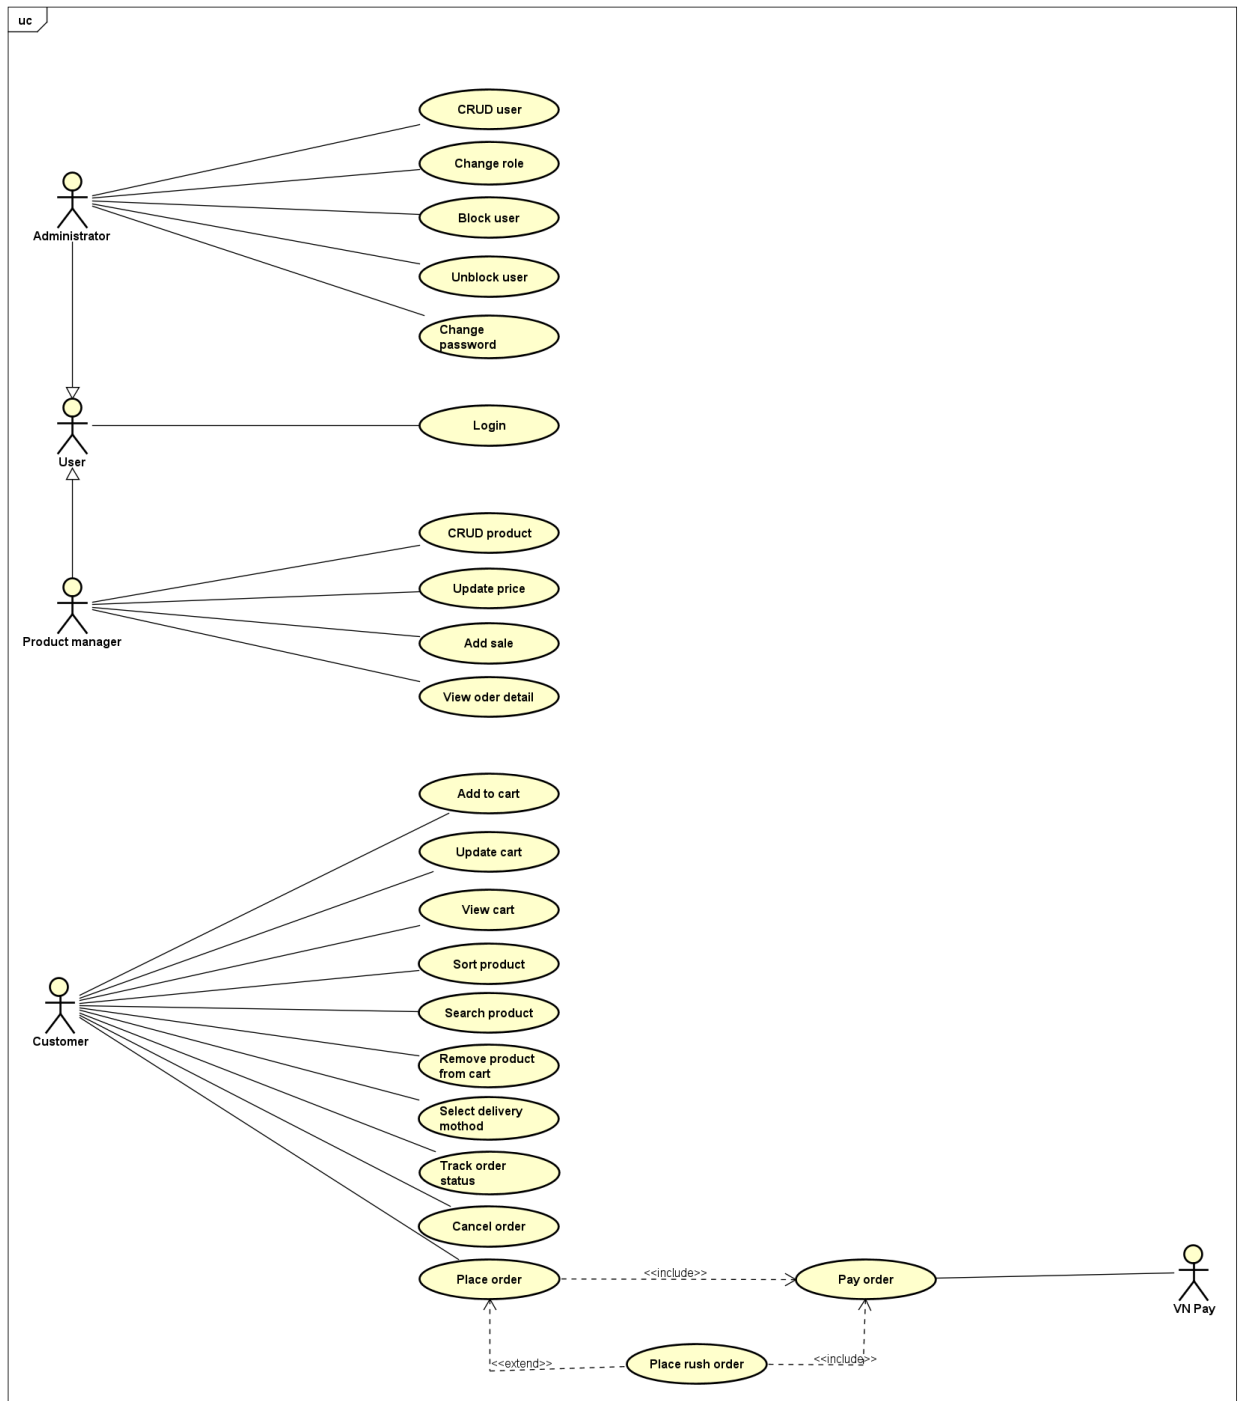 uc
CRUD user
Change role
Block user
Unblock user
Administrator
Change
password
Login
User
CRUD product
Update price
Add sale
View oder detail
Product manager
Add to cart
Update cart
View cart
Sort product
Search product
Customer
Remove product
from cart
Select delivery
mothod
Track order
status
Cancel order
Place order
<<include>>
Pay order
VN Pay
<<extend>>
Place rush order
<<include>>